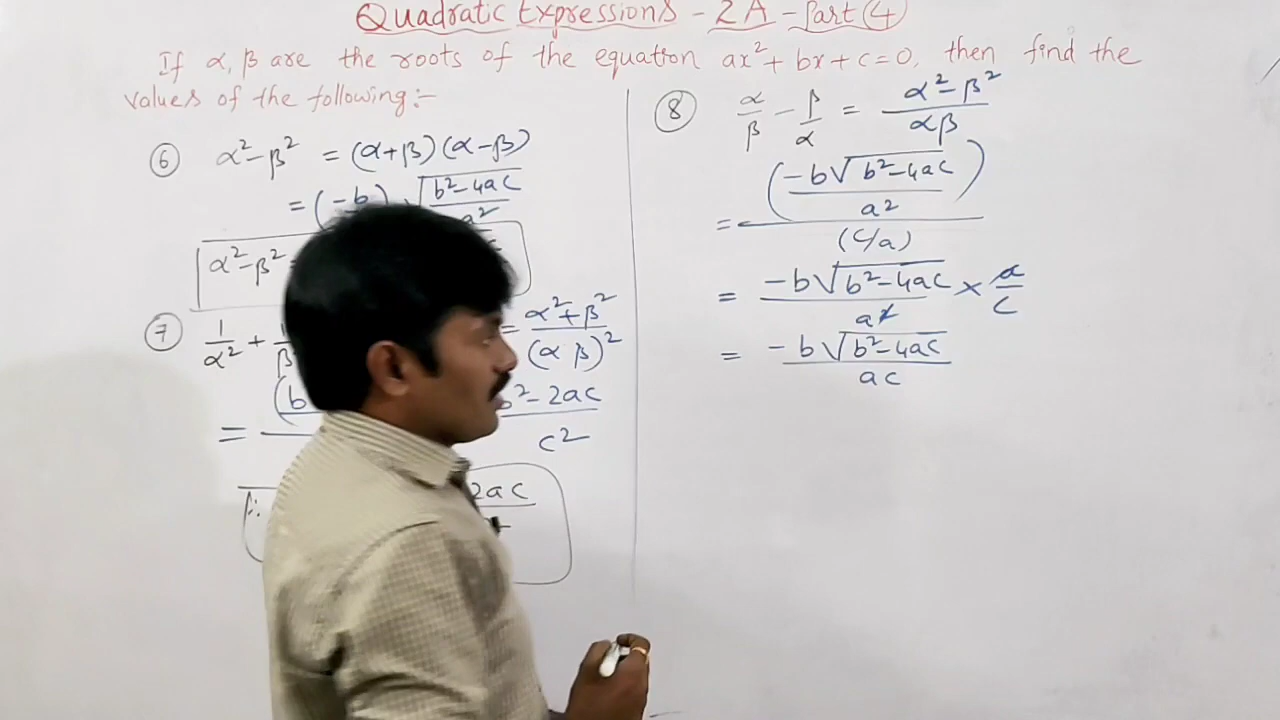 Quadratic Expressions - 2A - Part (4)
If α, β are the roots of the equation ax² + bx + c = 0, then find the
values of the following:-
(6) α² - β² = (α+β)(α-β)
= (-b) √(b²-4ac / a²)
α² - β²
(7) 1/α² + 1/β = α²+β² / (αβ)²
= (b b² - 2ac / c²
∴ 2ac
(8) α/β - β/α = α² - β² / αβ
= (-b√(b²-4ac) / a²) / (c/a)
= -b√(b²-4ac) / a² × a/c
= -b√(b²-4ac) / ac